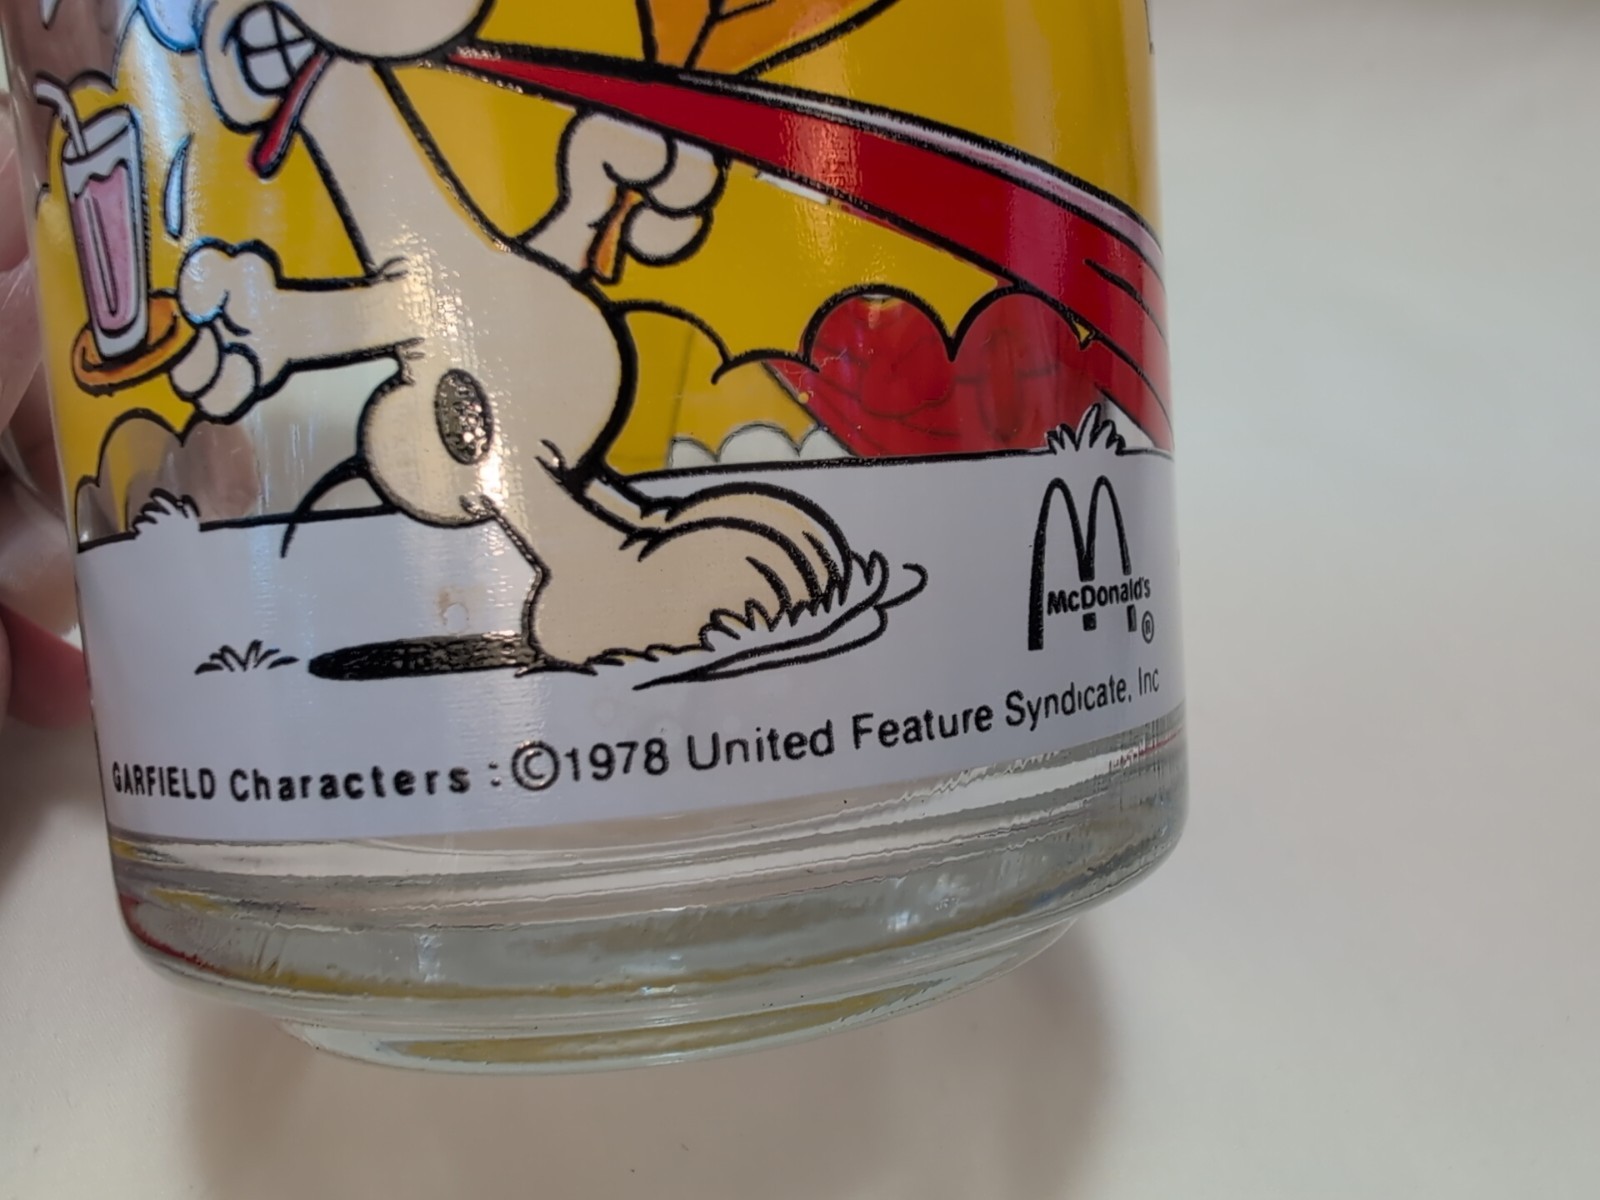 McDonald's
®
GARFIELD Characters : ©1978 United Feature Syndicate, Inc